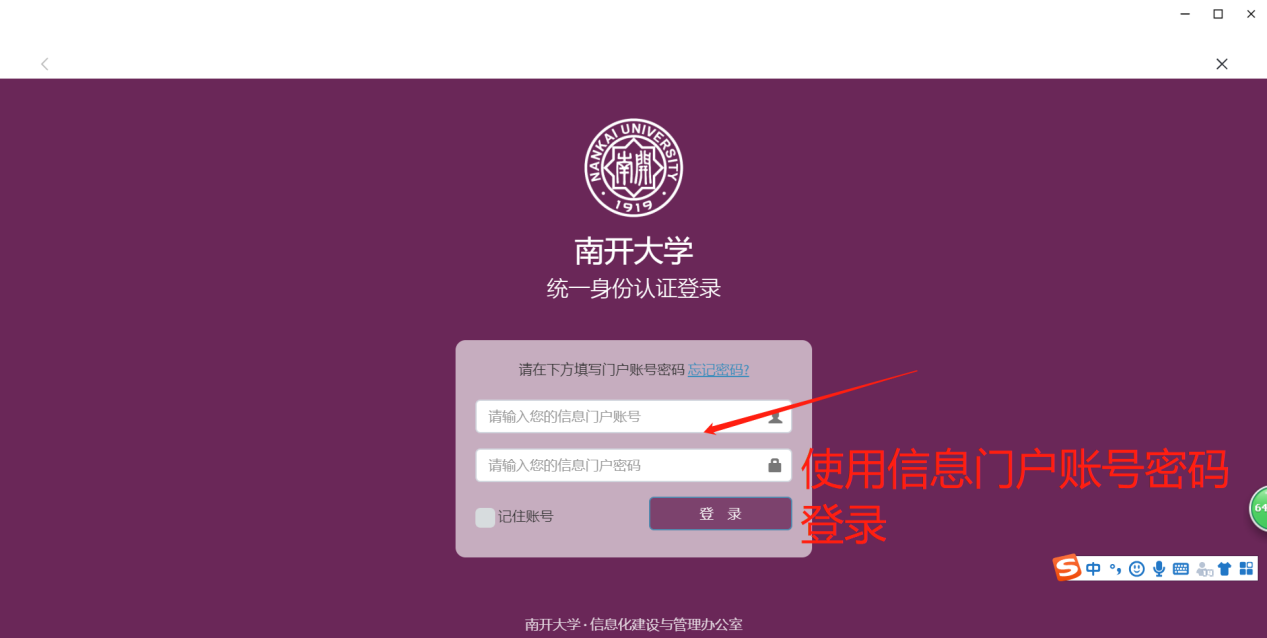 NANKAI UNIVERSITY
南開
1919
南开大学
统一身份认证登录
请在下方填写门户账号密码 忘记密码?
请输入您的信息门户账号
请输入您的信息门户密码
使用信息门户账号密码
登录
记住账号
登 录
64
中
南开大学·信息化建设与管理办公室